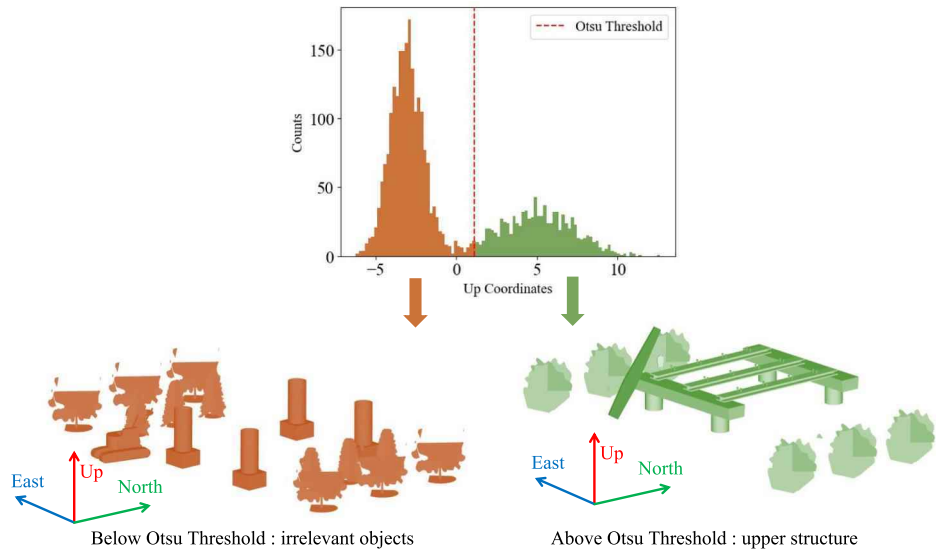 Otsu Threshold
150
100
50
0
Counts
−5
0
5
10
Up Coordinates
East
Up
North
East
Up
North
Below Otsu Threshold : irrelevant objects
Above Otsu Threshold : upper structure